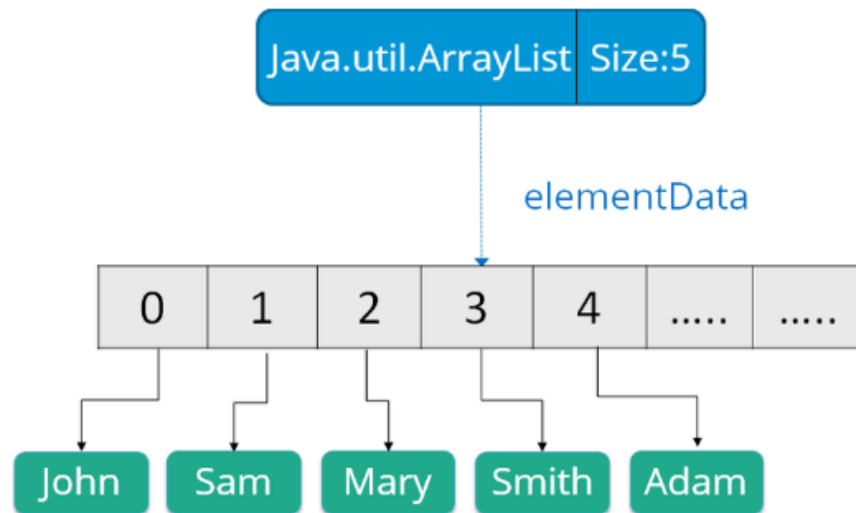 Java.util.ArrayList Size:5
elementData
0 1 2 3 4 ..... .....
John Sam Mary Smith Adam